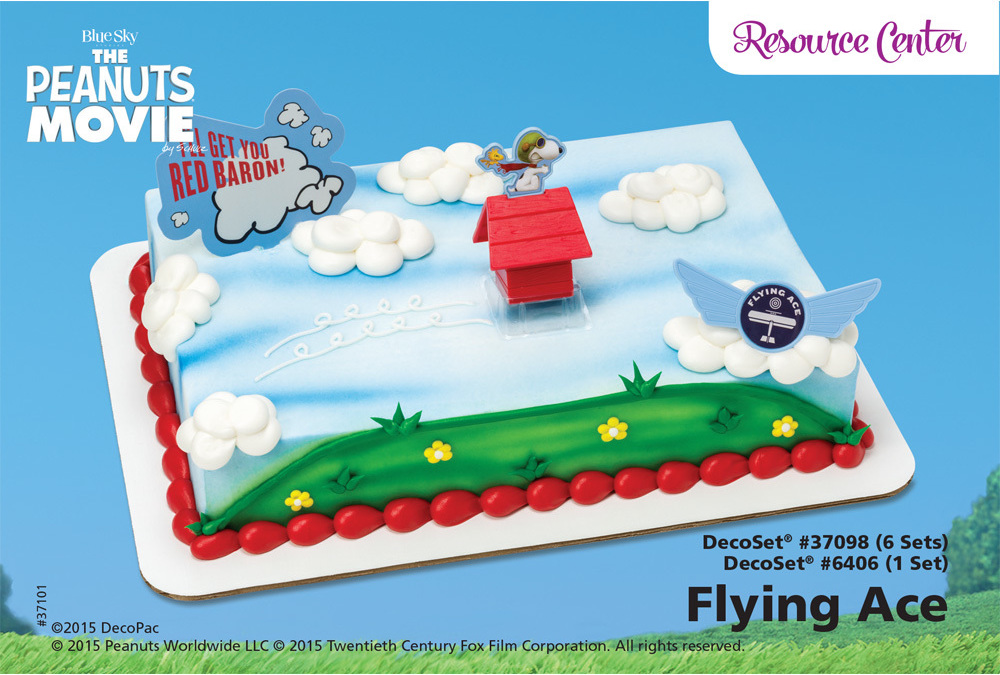 Resource Center
Blue Sky
THE
PEANUTS
MOVIE
by Schulz
I'LL GET YOU
RED BARON!
FLYING ACE
DecoSet® #37098 (6 Sets)
DecoSet® #6406 (1 Set)
Flying Ace
#37101
©2015 DecoPac
© 2015 Peanuts Worldwide LLC © 2015 Twentieth Century Fox Film Corporation. All rights reserved.